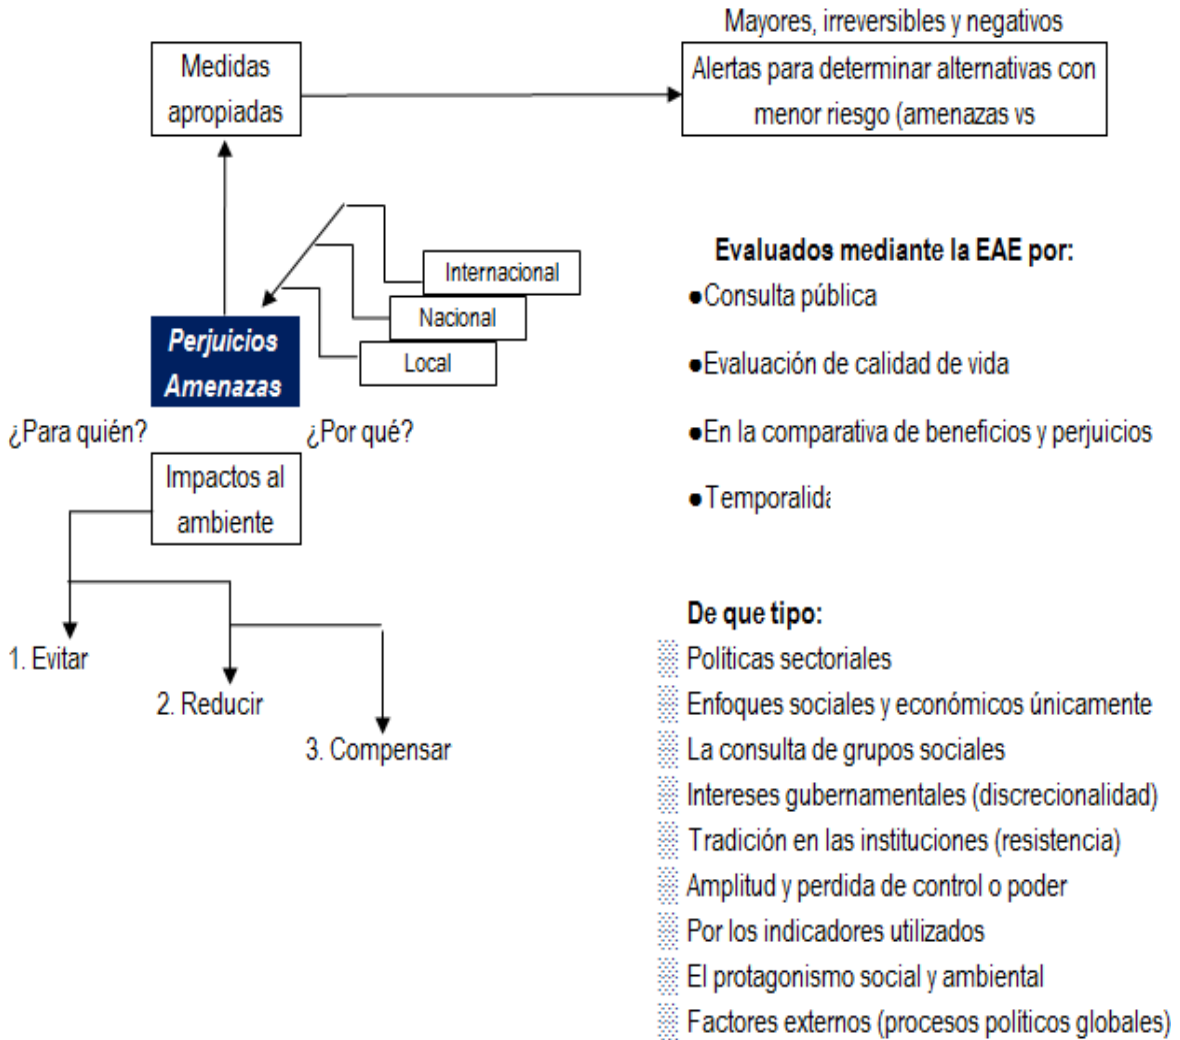 Mayores, irreversibles y negativos
Medidas
apropiadas
Alertas para determinar alternativas con
menor riesgo (amenazas vs
Internacional
Nacional
Local
Perjuicios
Amenazas
¿Para quién?
¿Por qué?
Impactos al
ambiente
1. Evitar
2. Reducir
3. Compensar
Evaluados mediante la EAE por:
●Consulta pública
●Evaluación de calidad de vida
●En la comparativa de beneficios y perjuicios
●Temporalida
De que tipo:
Políticas sectoriales
Enfoques sociales y económicos únicamente
La consulta de grupos sociales
Intereses gubernamentales (discrecionalidad)
Tradición en las instituciones (resistencia)
Amplitud y perdida de control o poder
Por los indicadores utilizados
El protagonismo social y ambiental
Factores externos (procesos políticos globales)